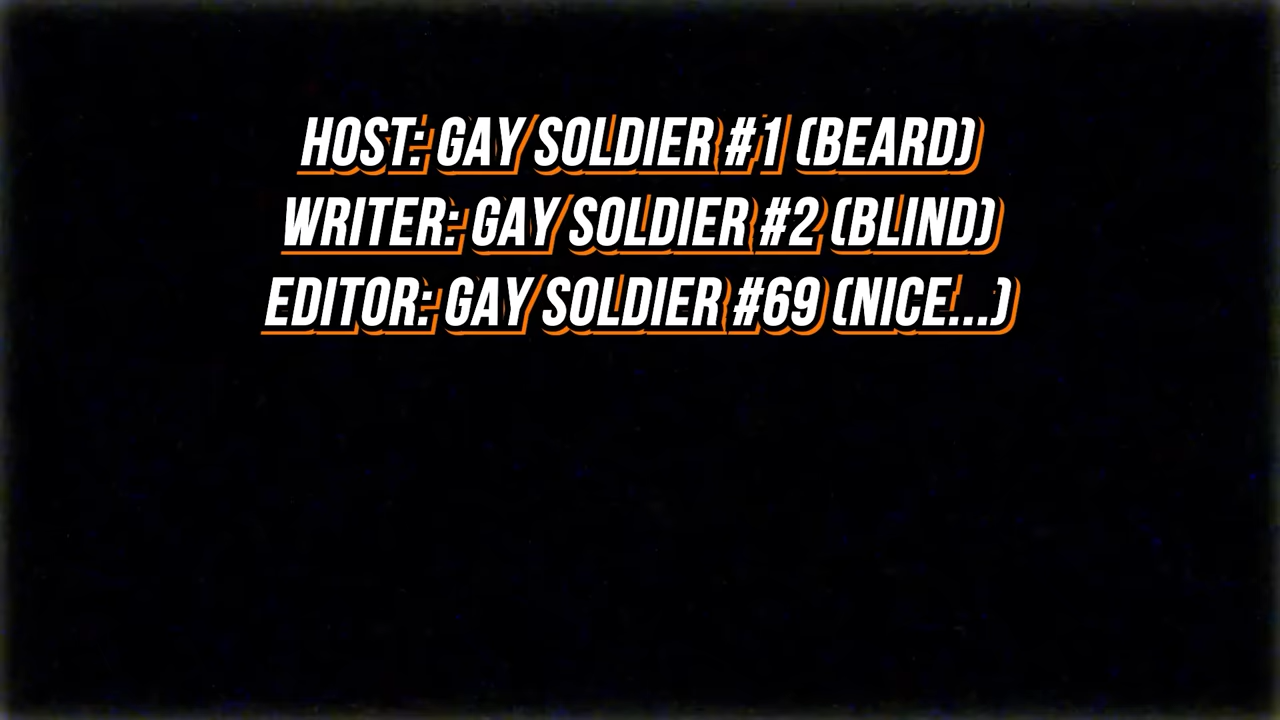 HOST: GAY SOLDIER #1 (BEARD)
WRITER: GAY SOLDIER #2 (BLIND)
EDITOR: GAY SOLDIER #69 (NICE...)